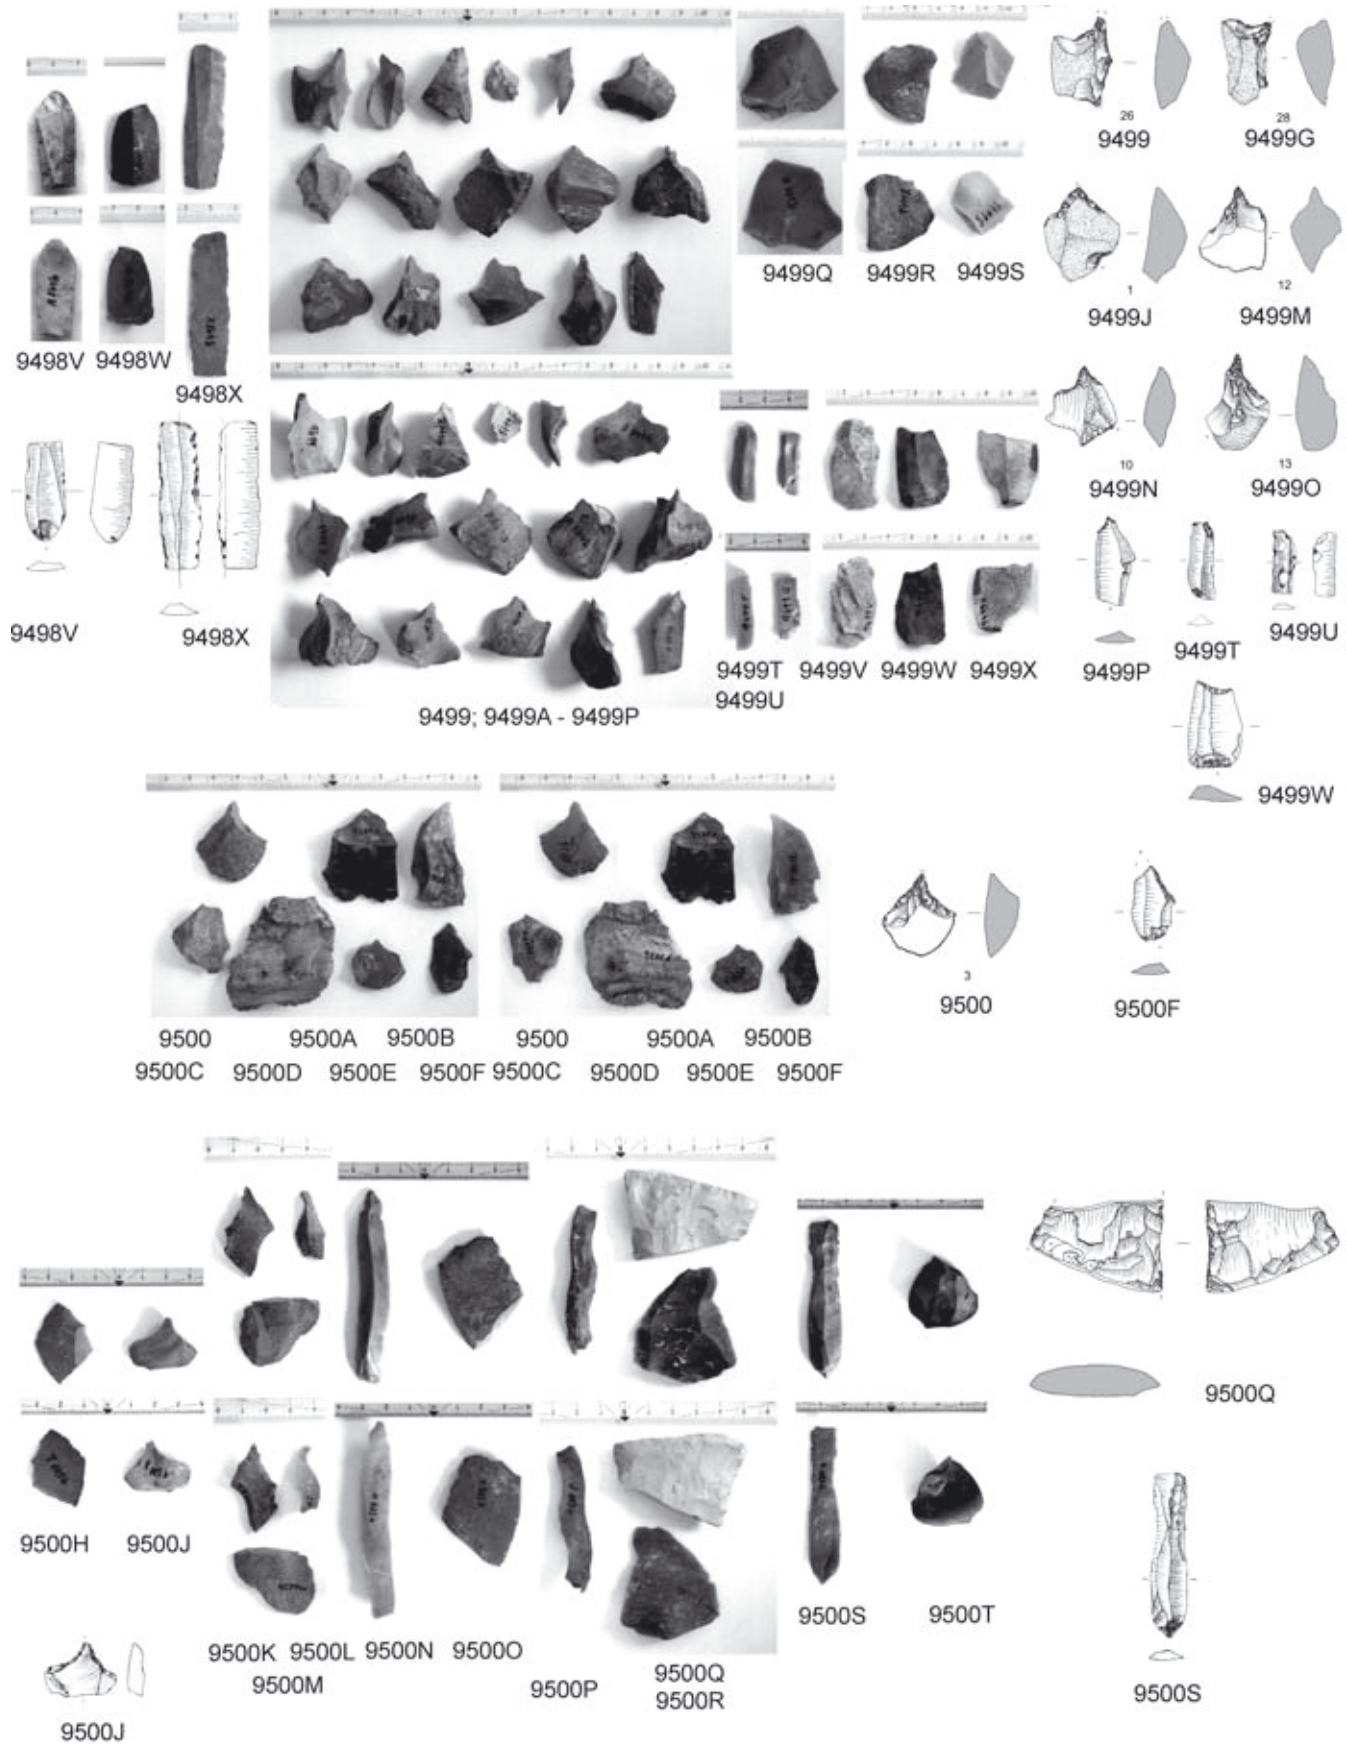 26
28
9499
9499G
9499Q
9499R
9499S
1
12
9499J
9499M
9498V
9498W
9498X
10
13
9499N
9499O
9498V
9498X
9499P
9499T
9499U
9499T
9499V
9499W
9499X
9499U
9499; 9499A - 9499P
9499W
3
9500
9500F
9500
9500A
9500B
9500
9500A
9500B
9500C
9500D
9500E
9500F
9500C
9500D
9500E
9500F
9500Q
9500H
9500J
9500S
9500T
9500K
9500L
9500N
9500O
9500M
9500P
9500Q
9500R
9500S
9500J